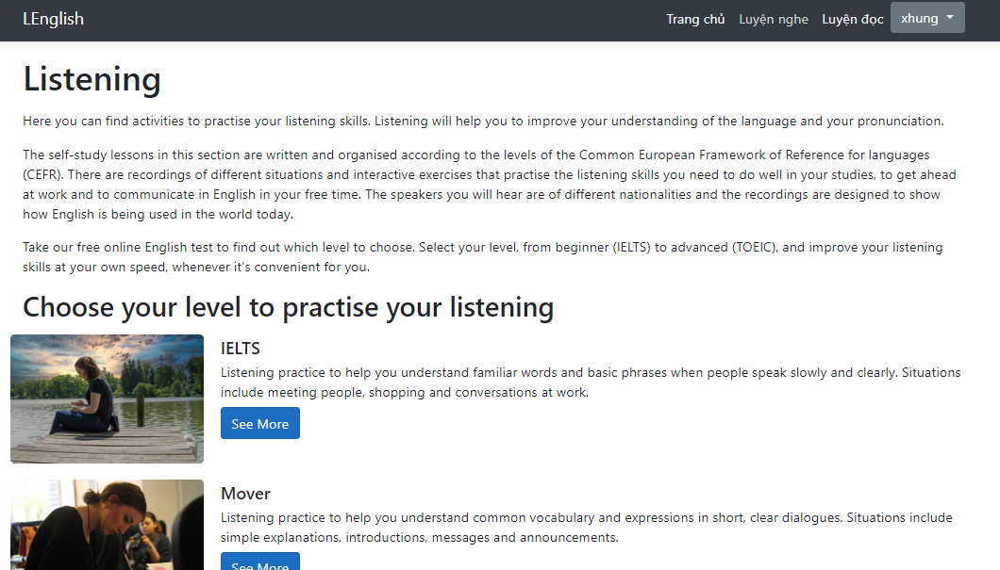 LEnglish
Trang chủ Luyện nghe Luyện đọc xhung
Listening
Here you can find activities to practise your listening skills. Listening will help you to improve your understanding of the language and your pronunciation.
The self-study lessons in this section are written and organised according to the levels of the Common European Framework of Reference for languages
(CEFR). There are recordings of different situations and interactive exercises that practise the listening skills you need to do well in your studies, to get ahead
at work and to communicate in English in your free time. The speakers you will hear are of different nationalities and the recordings are designed to show
how English is being used in the world today.
Take our free online English test to find out which level to choose. Select your level, from beginner (IELTS) to advanced (TOEIC), and improve your listening
skills at your own speed, whenever it's convenient for you.
Choose your level to practise your listening
IELTS
Listening practice to help you understand familiar words and basic phrases when people speak slowly and clearly. Situations
include meeting people, shopping and conversations at work.
See More
Mover
Listening practice to help you understand common vocabulary and expressions in short, clear dialogues. Situations include
simple explanations, introductions, messages and announcements.
See More